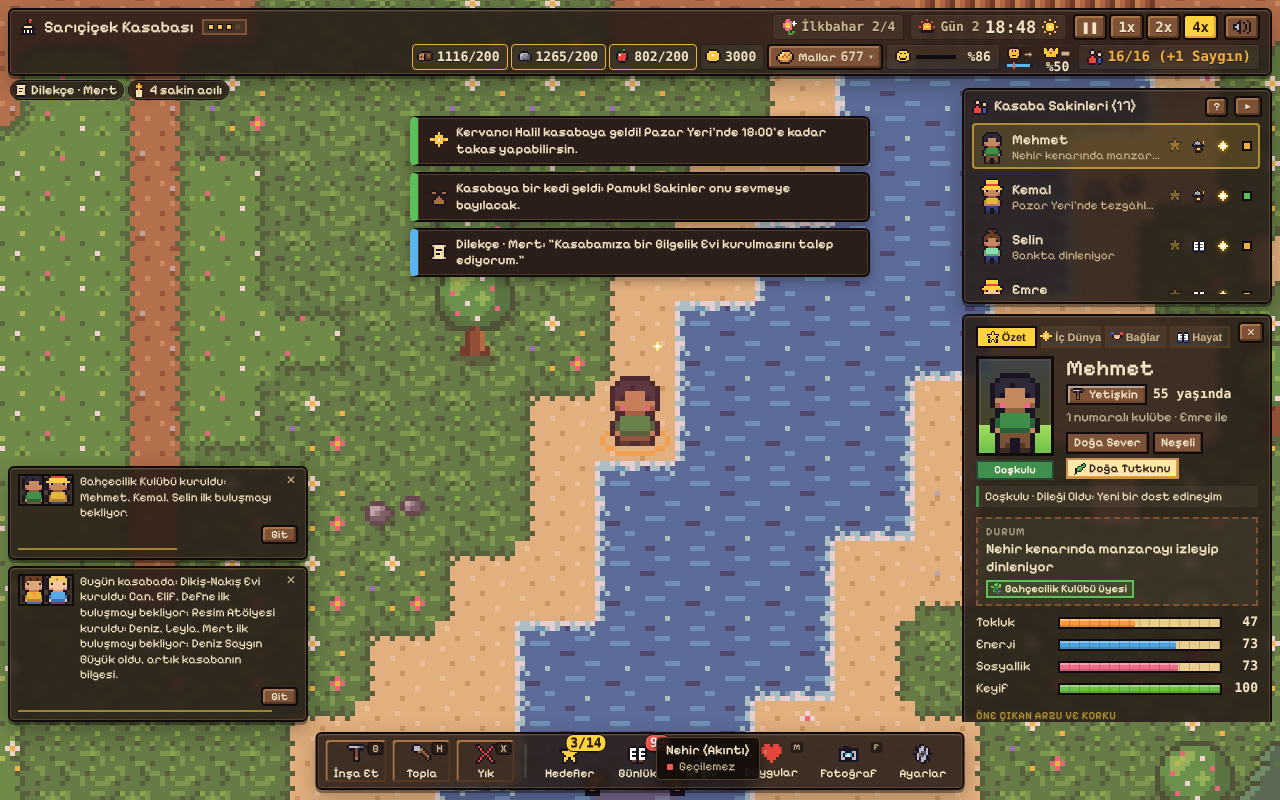 Sarıçiçek Kasabası
İlkbahar 2/4
Gün 2 18:48
1x
2x
4x
1116/200
1265/200
802/200
3000
Mallar 677
%86
%50
16/16 (+1 Saygın)
Dilekçe · Mert
4 sakin acılı
Kervancı Halil kasabaya geldi! Pazar Yeri'nde 18:00'e kadar
takas yapabilirsin.
Kasabaya bir kedi geldi: Pamuk! Sakinler onu sevmeye
bayılacak.
Dilekçe · Mert: "Kasabamıza bir Bilgelik Evi kurulmasını talep
ediyorum."
Kasaba Sakinleri (17)
?
Mehmet
Nehir kenarında manzar...
Kemal
Pazar Yeri'nde tezgâhl...
Selin
Bankta dinleniyor
Emre
Özet
İç Dünya
Bağlar
Hayat
Mehmet
Yetişkin
55 yaşında
1 numaralı kulübe · Emre ile
Doğa Sever
Neşeli
Coşkulu
Doğa Tutkunu
Coşkulu · Dileği Oldu: Yeni bir dost edineyim
DURUM
Nehir kenarında manzarayı izleyip
dinleniyor
Bahçecilik Kulübü üyesi
Tokluk 47
Enerji 73
Sosyallik 73
Keyif 100
ÖNE ÇIKAN ARZU VE KORKU
Bahçecilik Kulübü kuruldu:
Mehmet, Kemal, Selin ilk buluşmayı
bekliyor.
Git
Bugün kasabada: Dikiş-Nakış Evi
kuruldu: Can, Elif, Defne ilk
buluşmayı bekliyor; Resim Atölyesi
kuruldu: Deniz, Leyla, Mert ilk
buluşmayı bekliyor; Deniz Saygın
Büyük oldu, artık kasabanın
bilgesi.
Git
G
İnşa Et
H
Topla
X
Yık
3/14
Hedefler
Günlük
Nehir (Akıntı)
Geçilemez
M
F
Fotoğraf
Ayarlar